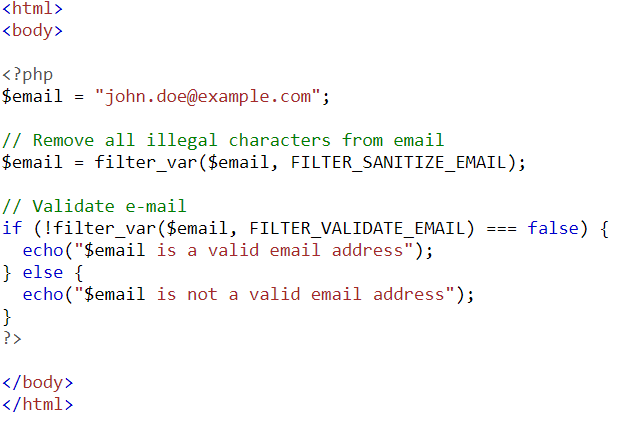 <html>
<body>
<?php
$email = "john.doe@example.com";
// Remove all illegal characters from email
$email = filter_var($email, FILTER_SANITIZE_EMAIL);
// Validate e-mail
if (!filter_var($email, FILTER_VALIDATE_EMAIL) === false) {
  echo("$email is a valid email address");
} else {
  echo("$email is not a valid email address");
}
?>
</body>
</html>